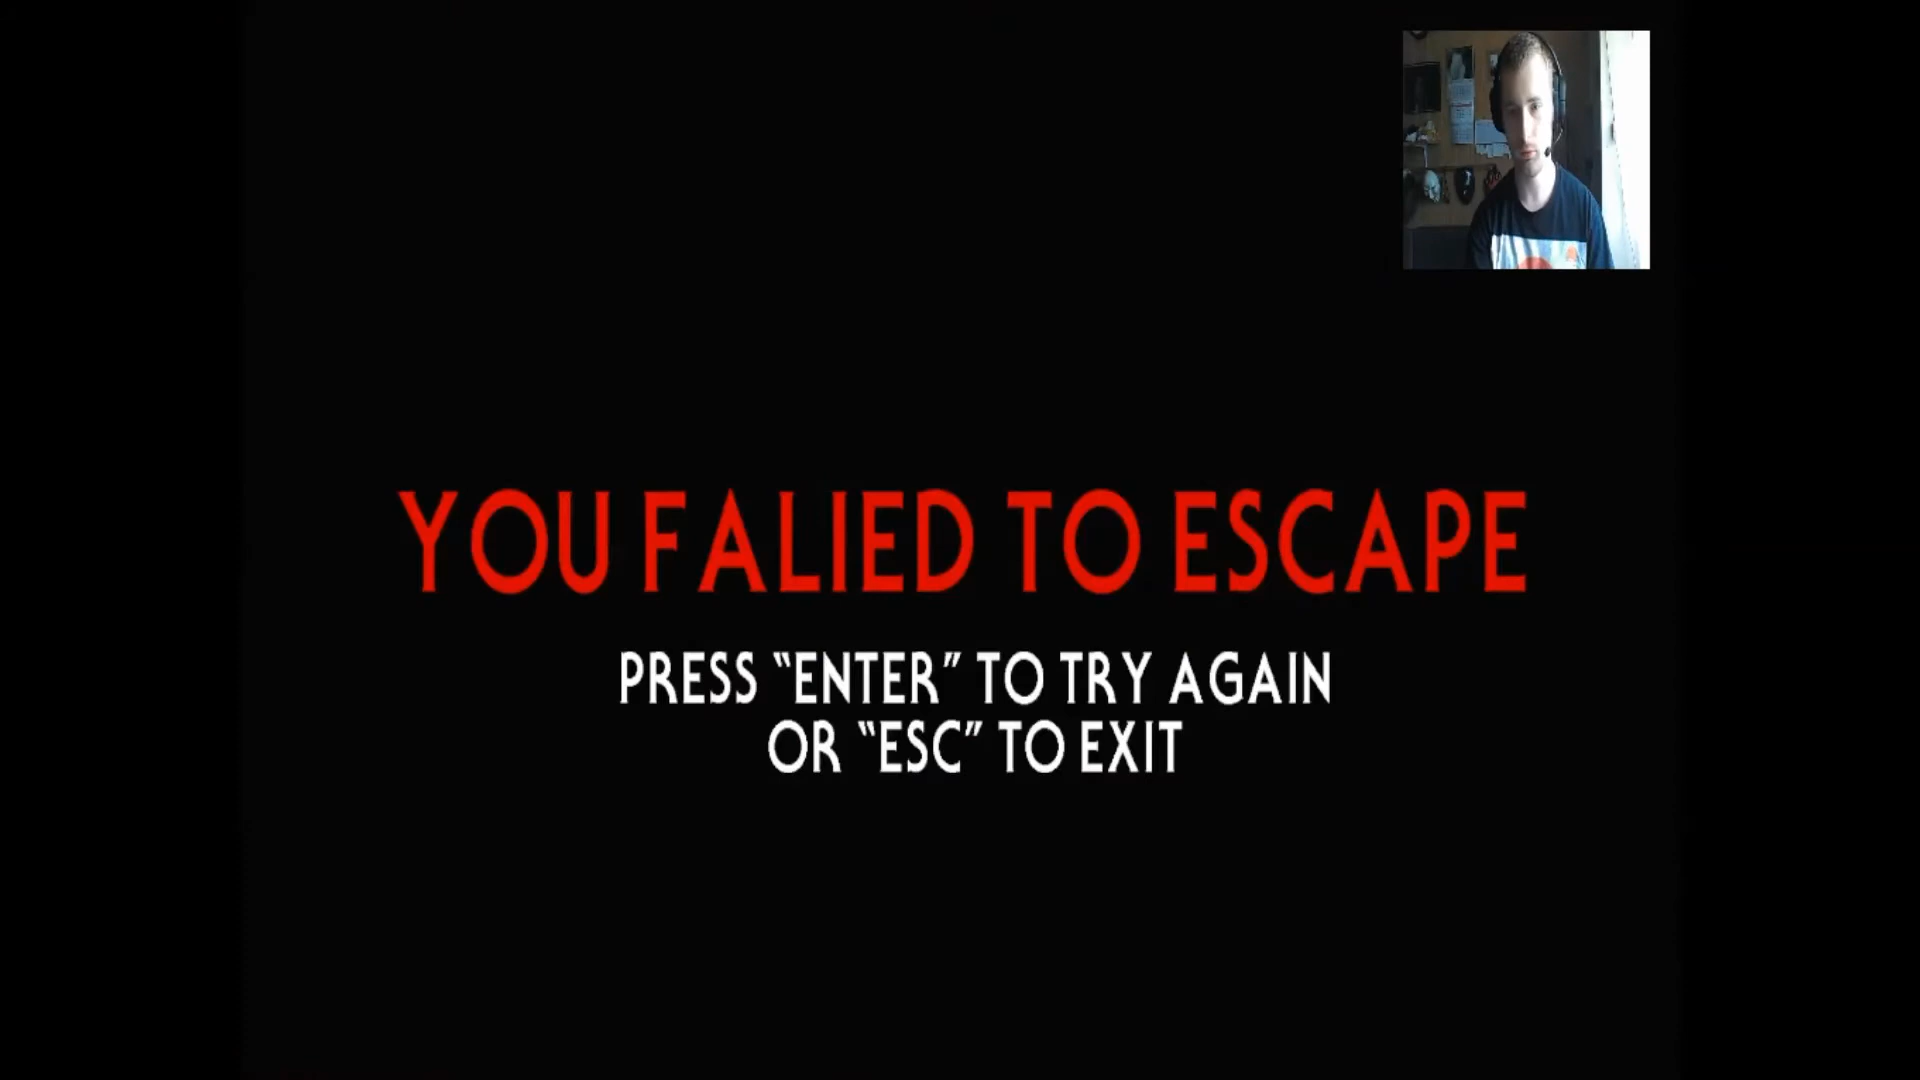 YOU FALIED TO ESCAPE
PRESS “ENTER” TO TRY AGAIN
OR “ESC” TO EXIT